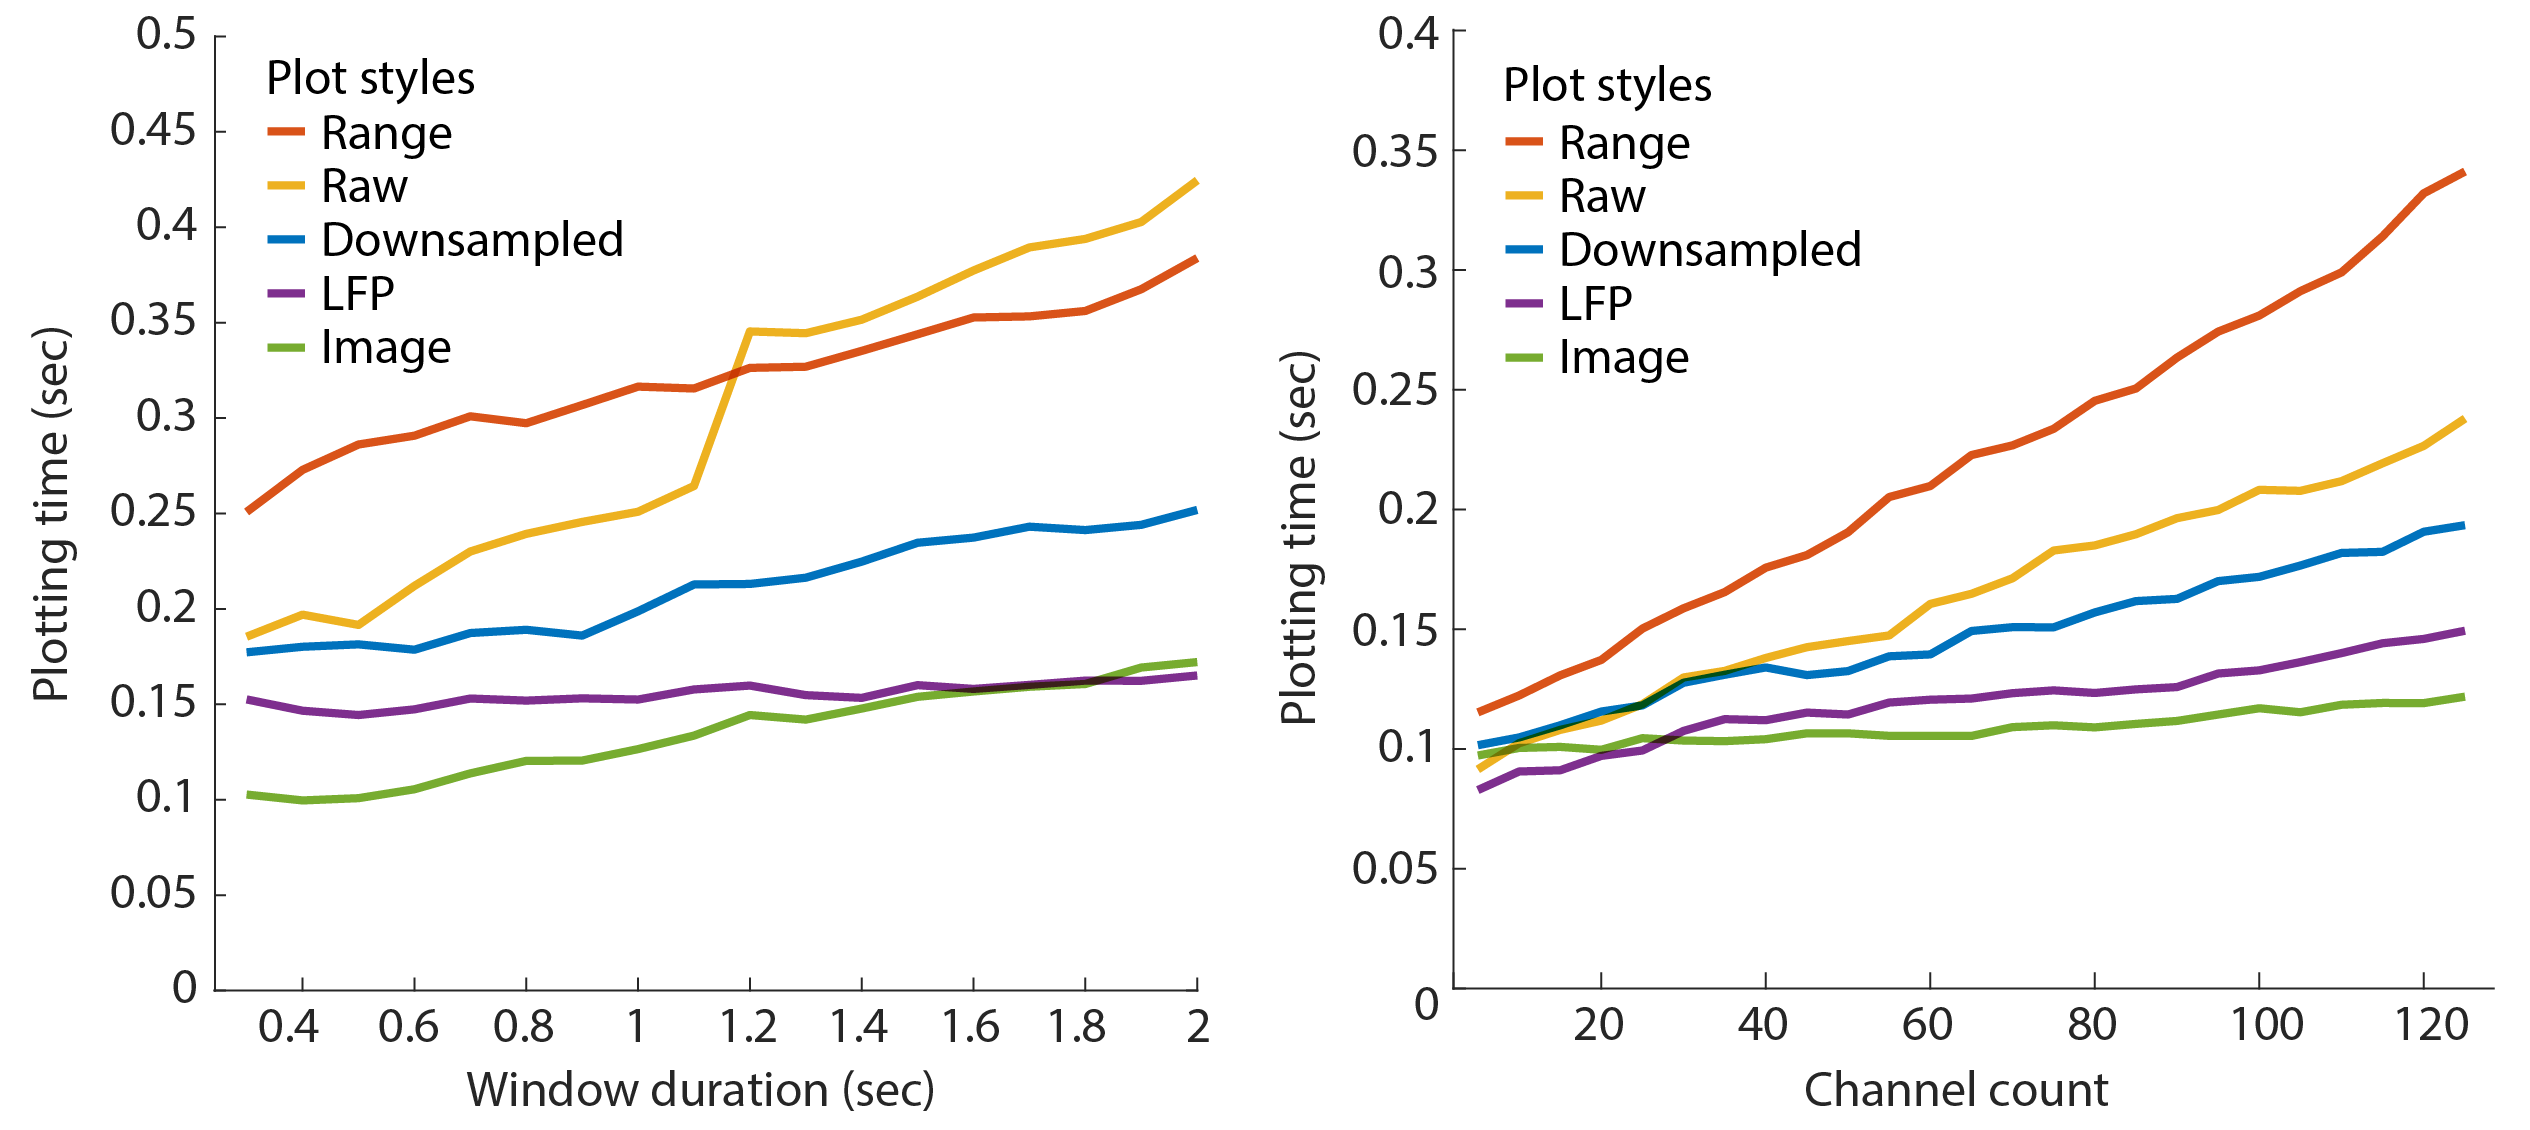 0.5
0.45
0.4
0.35
0.3
0.25
0.2
0.15
0.1
0.05
0
Plotting time (sec)
Plot styles
Range
Raw
Downsampled
LFP
Image
0.4 0.6 0.8 1 1.2 1.4 1.6 1.8 2
Window duration (sec)
0.4
0.35
0.3
0.25
0.2
0.15
0.1
0.05
0
Plotting time (sec)
Plot styles
Range
Raw
Downsampled
LFP
Image
20 40 60 80 100 120
Channel count